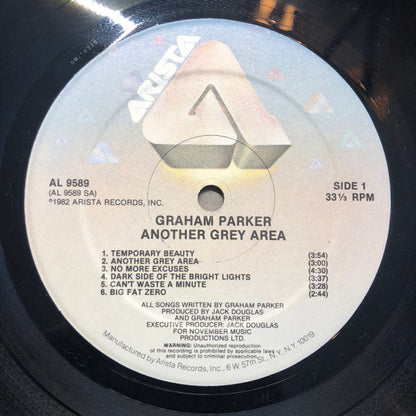 ARISTA
AL 9589
(AL 9589 SA)
℗1982 ARISTA RECORDS, INC.
SIDE 1
33⅓ RPM
GRAHAM PARKER
ANOTHER GREY AREA
1. TEMPORARY BEAUTY (3:54)
2. ANOTHER GREY AREA (3:00)
3. NO MORE EXCUSES (4:30)
4. DARK SIDE OF THE BRIGHT LIGHTS (3:37)
5. CAN'T WASTE A MINUTE (3:28)
6. BIG FAT ZERO (2:44)
ALL SONGS WRITTEN BY GRAHAM PARKER
PRODUCED BY JACK DOUGLAS
AND GRAHAM PARKER
EXECUTIVE PRODUCER: JACK DOUGLAS
FOR NOVEMBER MUSIC
PRODUCTIONS LTD.
WARNING: Unauthorized reproduction
of this recording is prohibited by applicable laws
and subject to criminal prosecution.
Manufactured by Arista Records, Inc., 6 W. 57th St., N.Y., N.Y. 10019